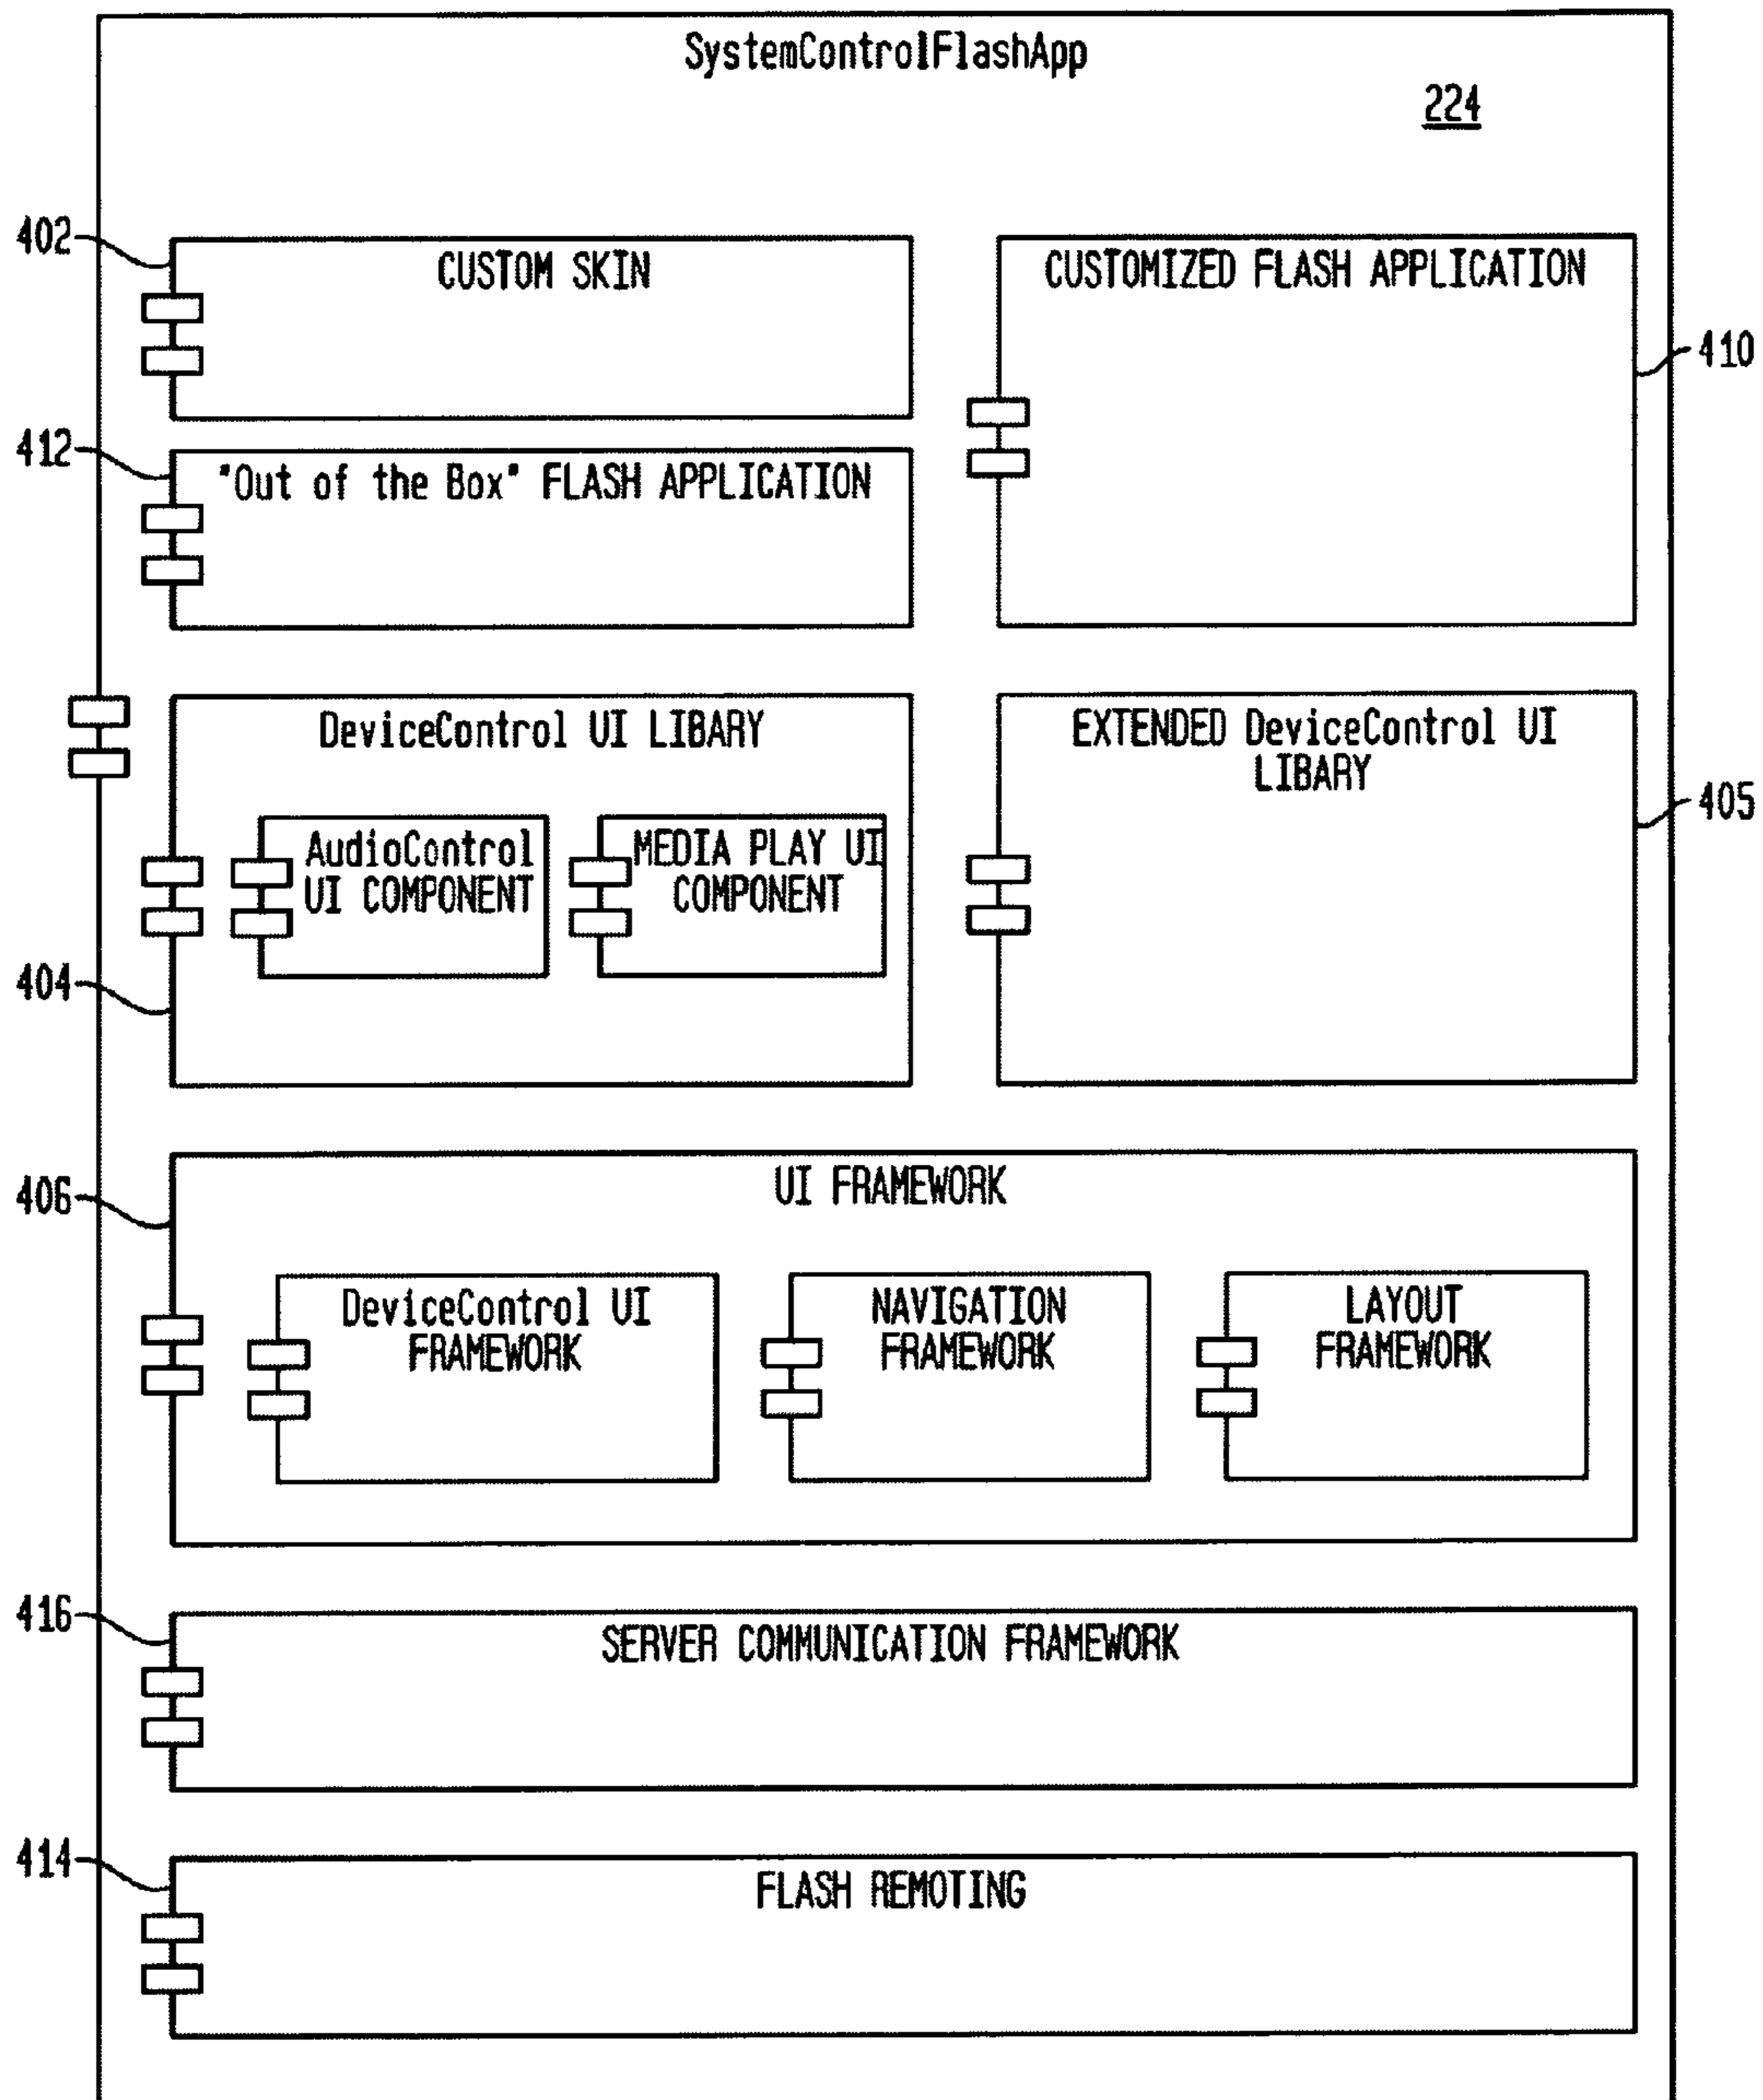 SystemControlFlashApp
224
402
CUSTOM SKIN
CUSTOMIZED FLASH APPLICATION
410
412
"Out of the Box" FLASH APPLICATION
DeviceControl UI LIBARY
EXTENDED DeviceControl UI
LIBARY
405
AudioControl
UI COMPONENT
MEDIA PLAY UI
COMPONENT
404
406
UI FRAMEWORK
DeviceControl UI
FRAMEWORK
NAVIGATION
FRAMEWORK
LAYOUT
FRAMEWORK
416
SERVER COMMUNICATION FRAMEWORK
414
FLASH REMOTING